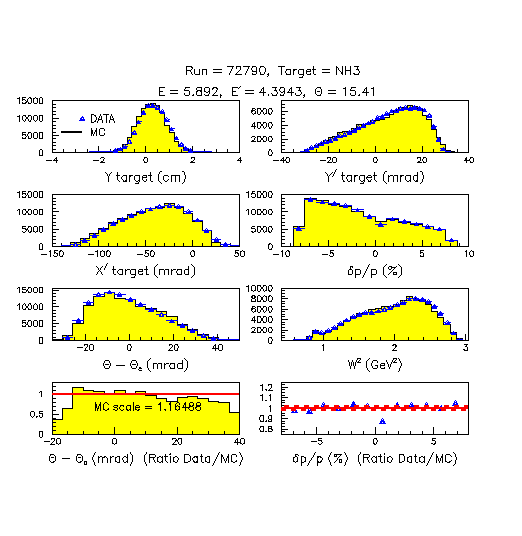 Run = 72790, Target = NH3
E = 5.892, E′ = 4.3943, Θ = 15.41
15000
10000
5000
0
DATA
MC
−4 −2 0 2 4
Y target (cm)
6000
4000
2000
0
−40 −20 0 20 40
Y′ target (mrad)
15000
10000
5000
0
−150 −100 −50 0 50
X′ target (mrad)
15000
10000
5000
0
−10 −5 0 5 10
δp/p (%)
15000
10000
5000
0
−20 0 20 40
Θ − Θo (mrad)
10000
8000
6000
4000
2000
0
1 2 3
W² (GeV²)
1
0.5
0
MC scale = 1.16488
−20 0 20 40
Θ − Θo (mrad) (Ratio Data/MC)
1.2
1.1
1
0.9
0.8
−5 0 5
δp/p (%) (Ratio Data/MC)